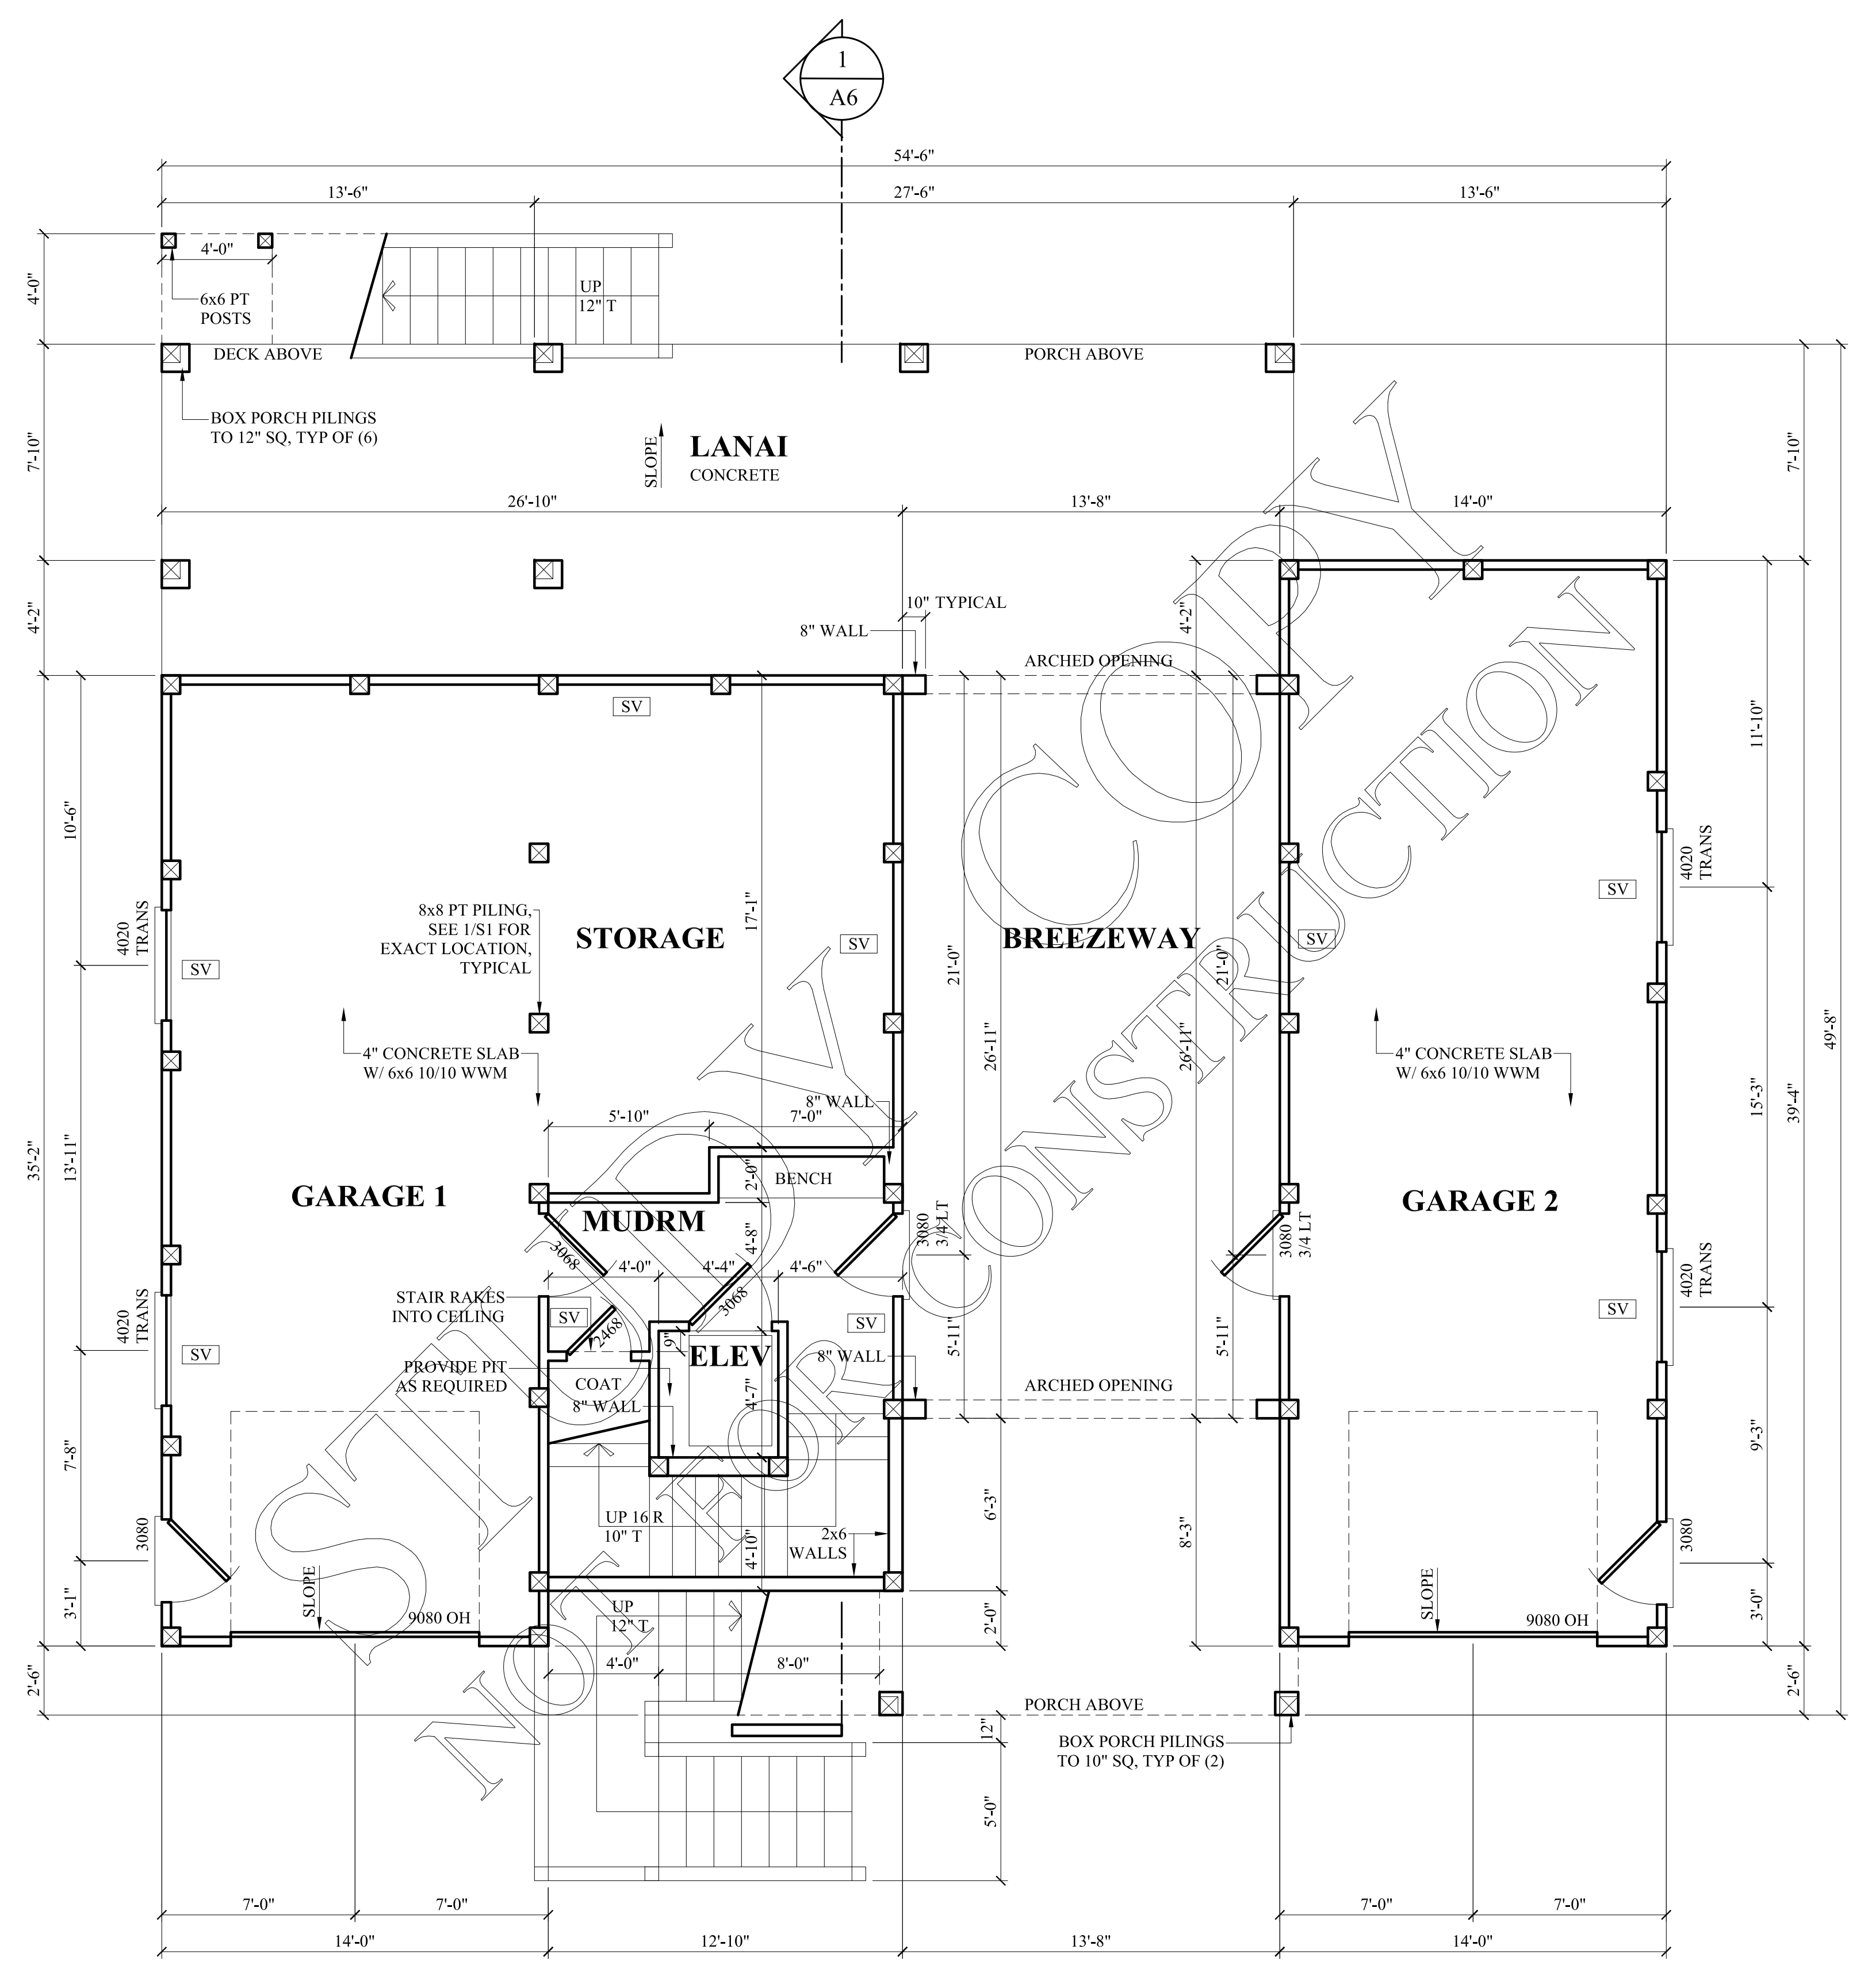 1
A6
54'-6"
13'-6"
27'-6"
13'-6"
4'-0"
4'-0"
6x6 PT
POSTS
UP
12" T
DECK ABOVE
PORCH ABOVE
BOX PORCH PILINGS
TO 12" SQ, TYP OF (6)
7'-10"
7'-10"
SLOPE
LANAI
CONCRETE
26'-10"
13'-8"
14'-0"
4'-2"
4'-2"
10" TYPICAL
8" WALL
ARCHED OPENING
SV
10'-6"
11'-10"
17'-1"
4020
TRANS
4020
TRANS
SV
8x8 PT PILING,
SEE 1/S1 FOR
EXACT LOCATION,
TYPICAL
STORAGE
SV
BREEZEWAY
SV
SV
21'-0"
21'-0"
26'-11"
26'-11"
49'-8"
4" CONCRETE SLAB
W/ 6x6 10/10 WWM
4" CONCRETE SLAB
W/ 6x6 10/10 WWM
8" WALL
5'-10"
7'-0"
15'-3"
39'-4"
35'-2"
13'-11"
2'-0"
BENCH
GARAGE 1
MUDRM
GARAGE 2
3068
4'-8"
3080
3/4 LT
3080
3/4 LT
4'-0"
4'-4"
4'-6"
3068
STAIR RAKES
INTO CEILING
SV
2468
9"
SV
SV
4020
TRANS
4020
TRANS
SV
ELEV
5'-11"
5'-11"
8" WALL
PROVIDE PIT
AS REQUIRED
COAT
8" WALL
4'-7"
ARCHED OPENING
7'-8"
9'-3"
6'-3"
8'-3"
UP 16 R
10" T
2x6
WALLS
4'-10"
3080
3080
SLOPE
9080 OH
SLOPE
9080 OH
3'-1"
3'-0"
UP
12" T
2'-0"
4'-0"
8'-0"
2'-6"
2'-6"
PORCH ABOVE
12"
BOX PORCH PILINGS
TO 10" SQ, TYP OF (2)
5'-0"
7'-0"
7'-0"
7'-0"
7'-0"
14'-0"
12'-10"
13'-8"
14'-0"
STUDY COPY
NOT FOR CONSTRUCTION